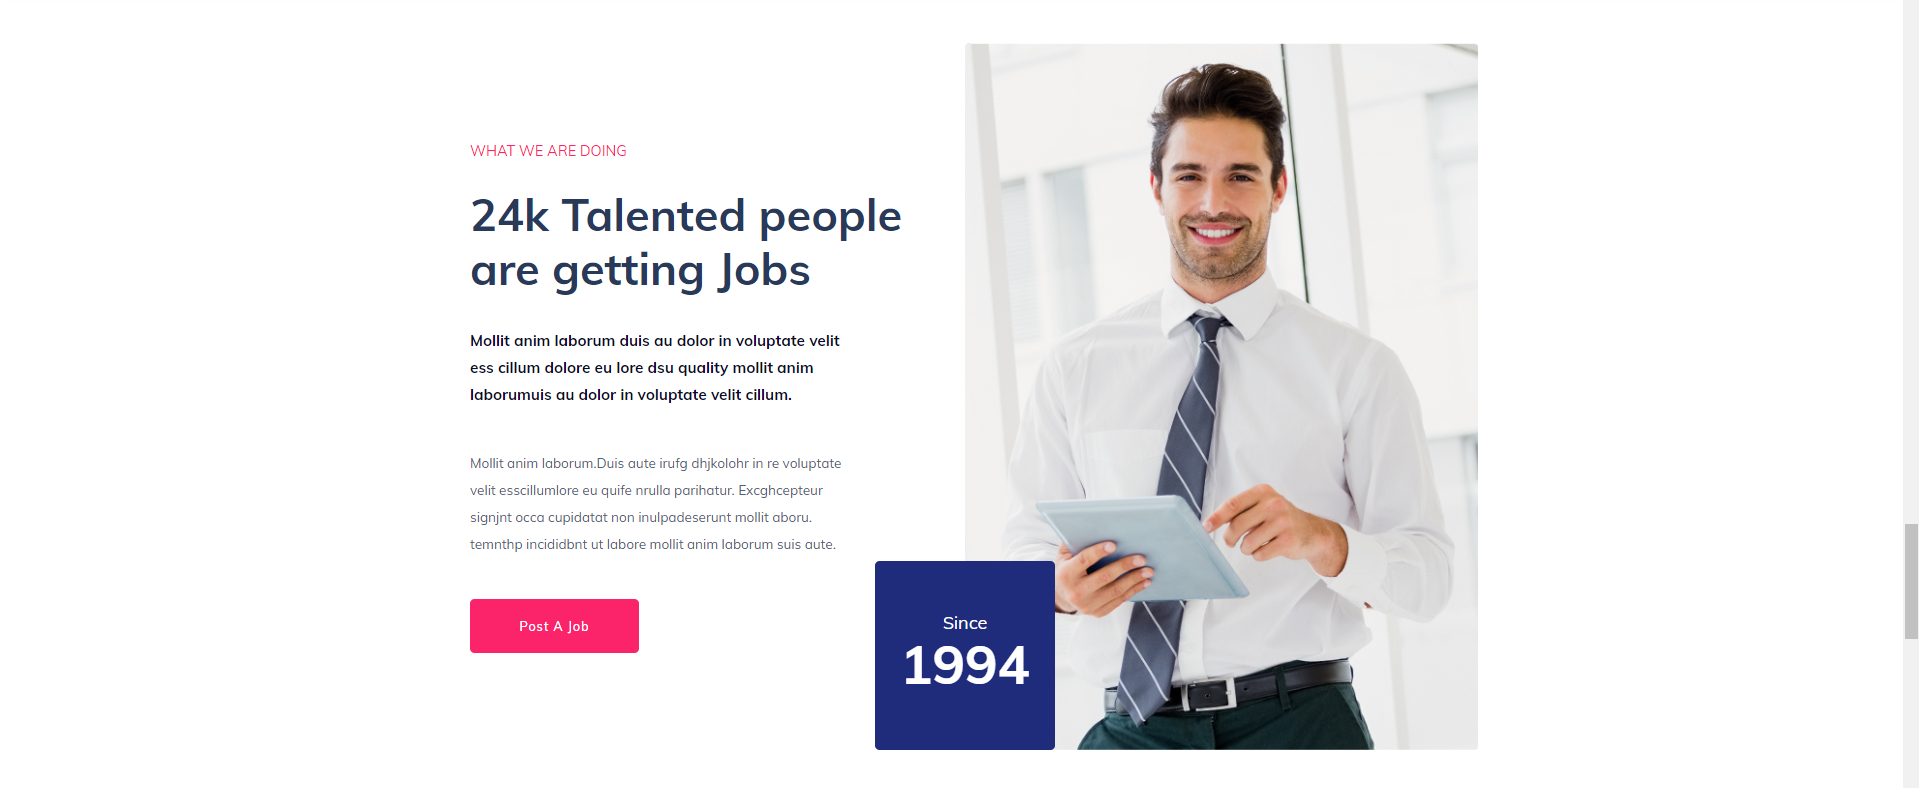 WHAT WE ARE DOING
24k Talented people
are getting Jobs
Mollit anim laborum duis au dolor in voluptate velit
ess cillum dolore eu lore dsu quality mollit anim
laborumuis au dolor in voluptate velit cillum.
Mollit anim laborum.Duis aute irufg dhjkolohr in re voluptate
velit esscillumlore eu quife nrulla parihatur. Excghcepteur
signjnt occa cupidatat non inulpadeserunt mollit aboru.
temnthp incididbnt ut labore mollit anim laborum suis aute.
Post A Job
Since
1994